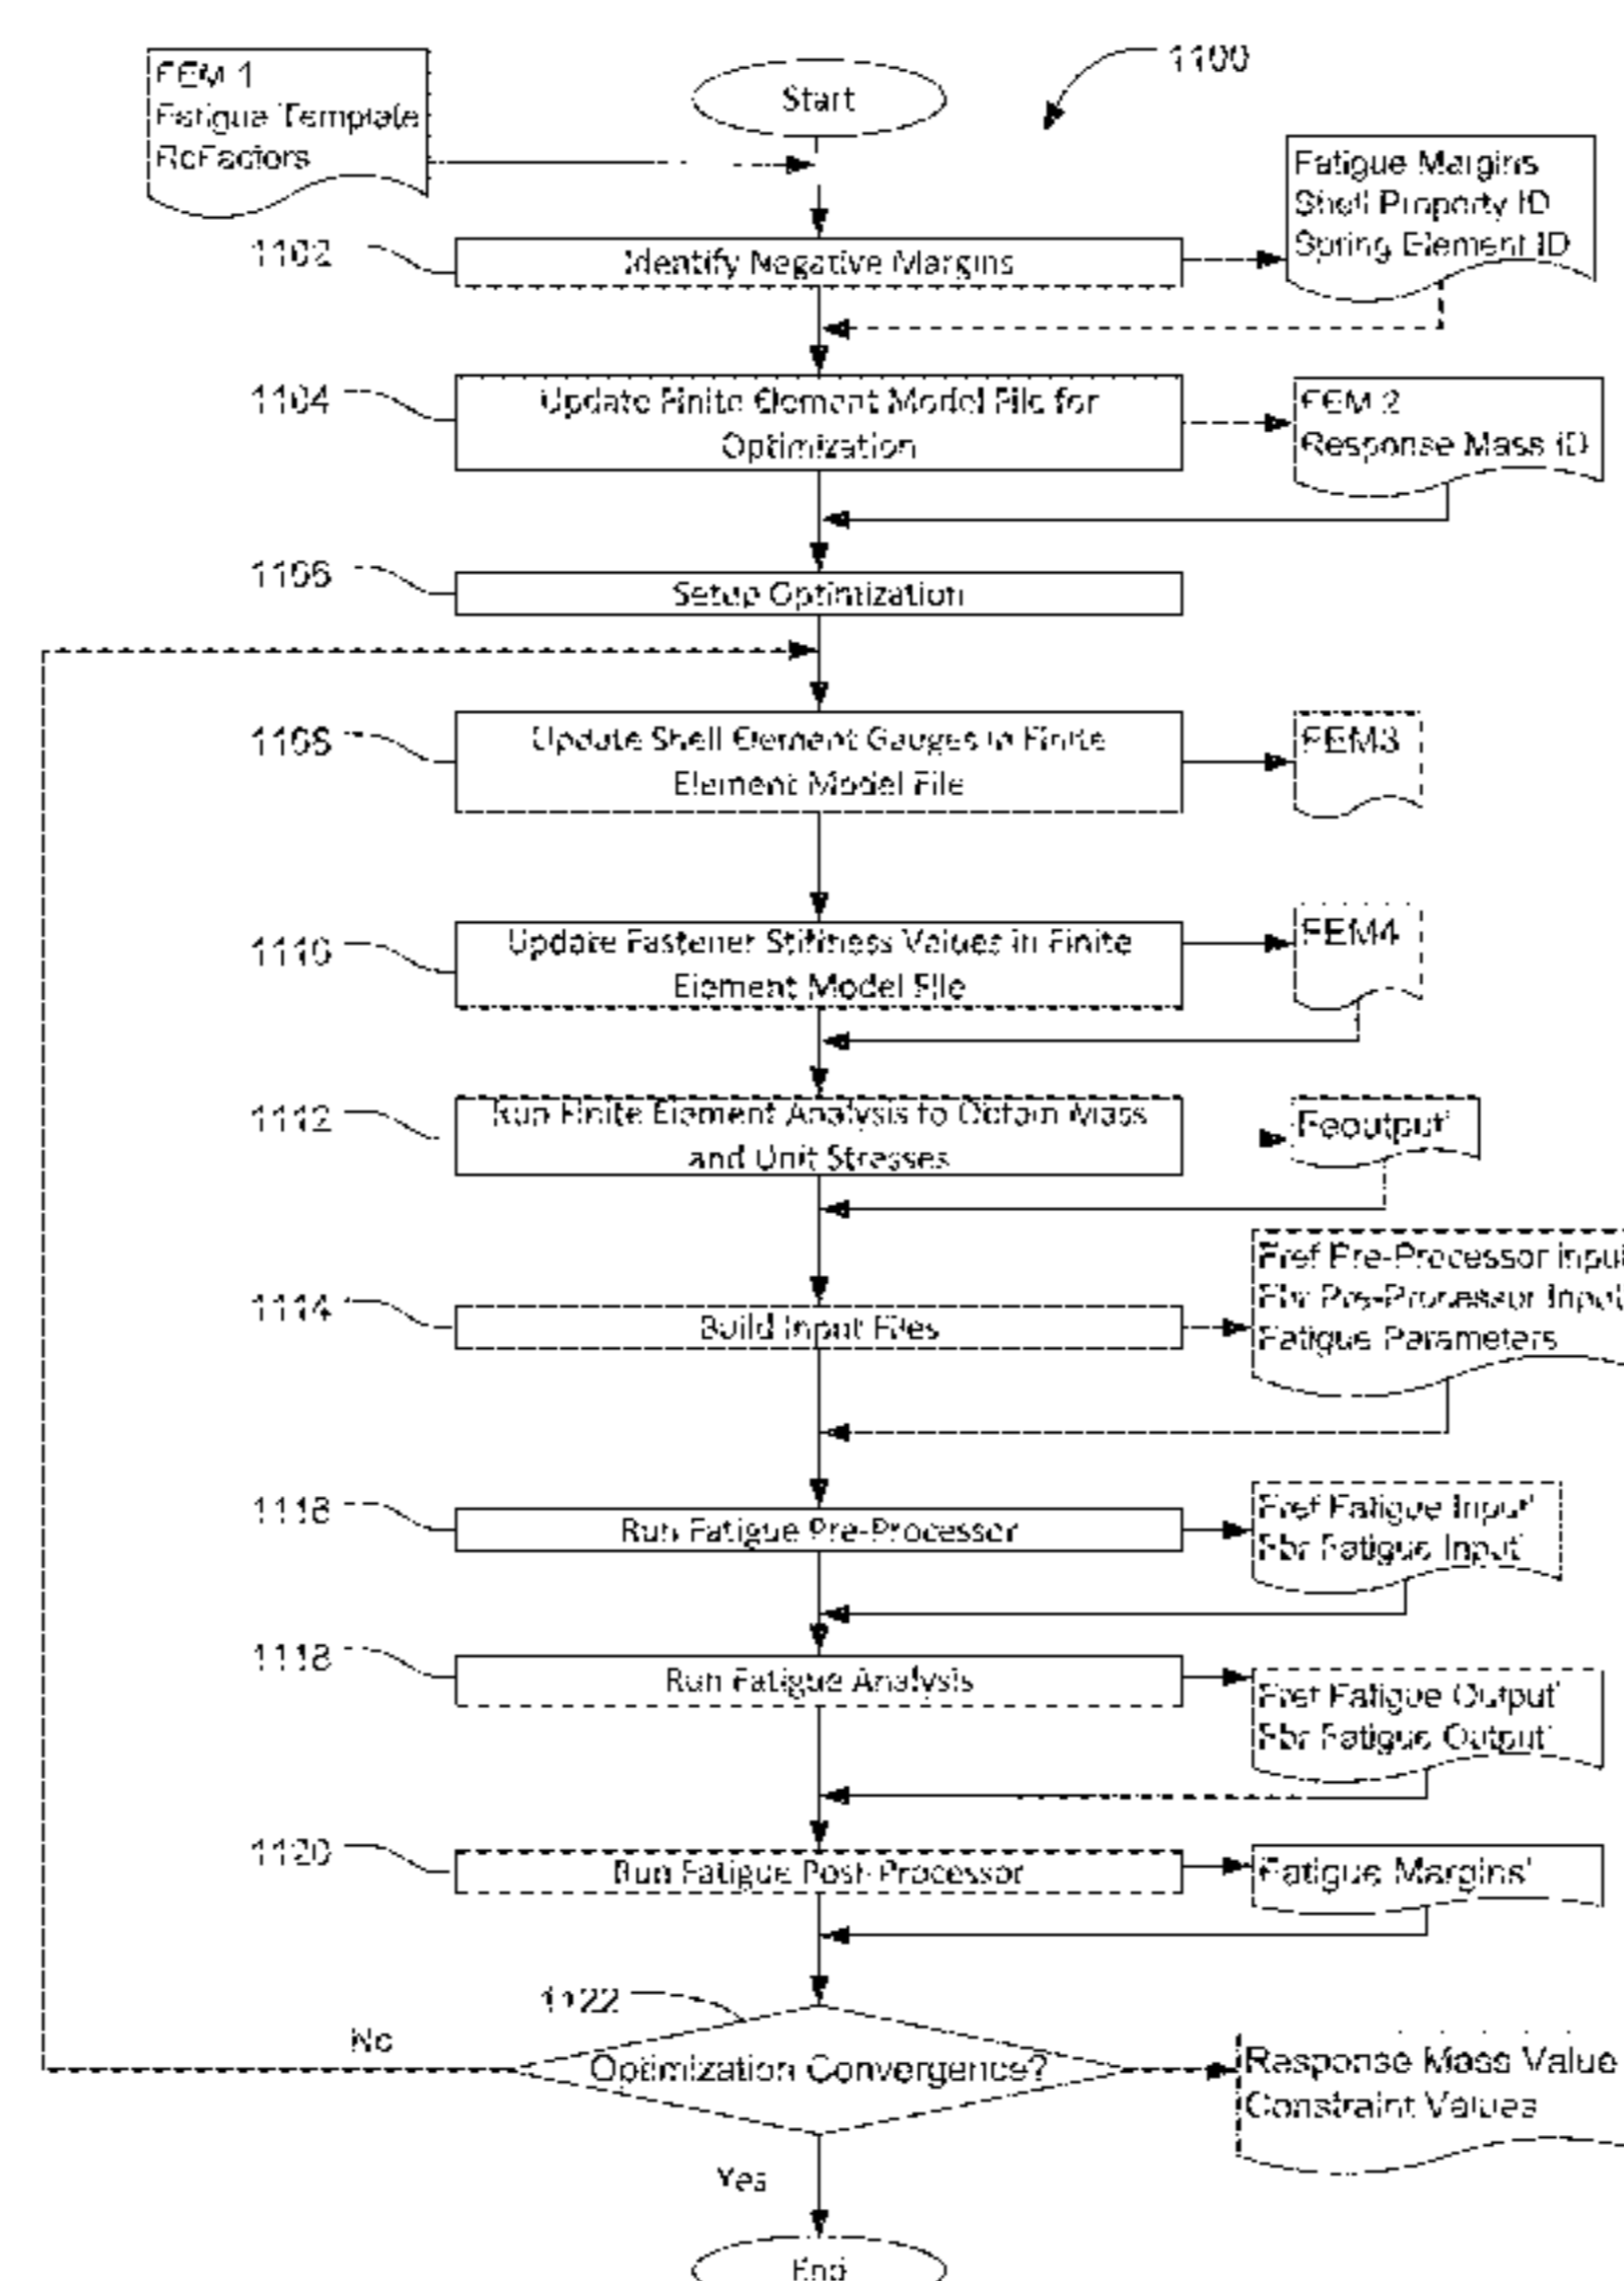 1100
FEM 1
Fatigue Template
RcFactors
Start
Fatigue Margins
Shell Property ID
Spring Element ID
1102
Identify Negative Margins
1104
Update Finite Element Model File for
Optimization
FEM 2
Response Mass ID
1106
Setup Optimization
1108
Update Shell Element Gauges in Finite
Element Model File
FEM3
1110
Update Fastener Stiffness Values in Finite
Element Model File
FEM4
1112
Run Finite Element Analysis to Obtain Mass
and Unit Stresses
Feoutput'
1114
Build Input Files
Fref Pre-Processor Input
Fbr Pre-Processor Input
Fatigue Parameters
1116
Run Fatigue Pre-Processor
Fref Fatigue Input'
Fbr Fatigue Input'
1118
Run Fatigue Analysis
Fref Fatigue Output'
Fbr Fatigue Output'
1120
Run Fatigue Post-Processor
Fatigue Margins'
1122
No
Optimization Convergence?
Response Mass Value
Constraint Values
Yes
End